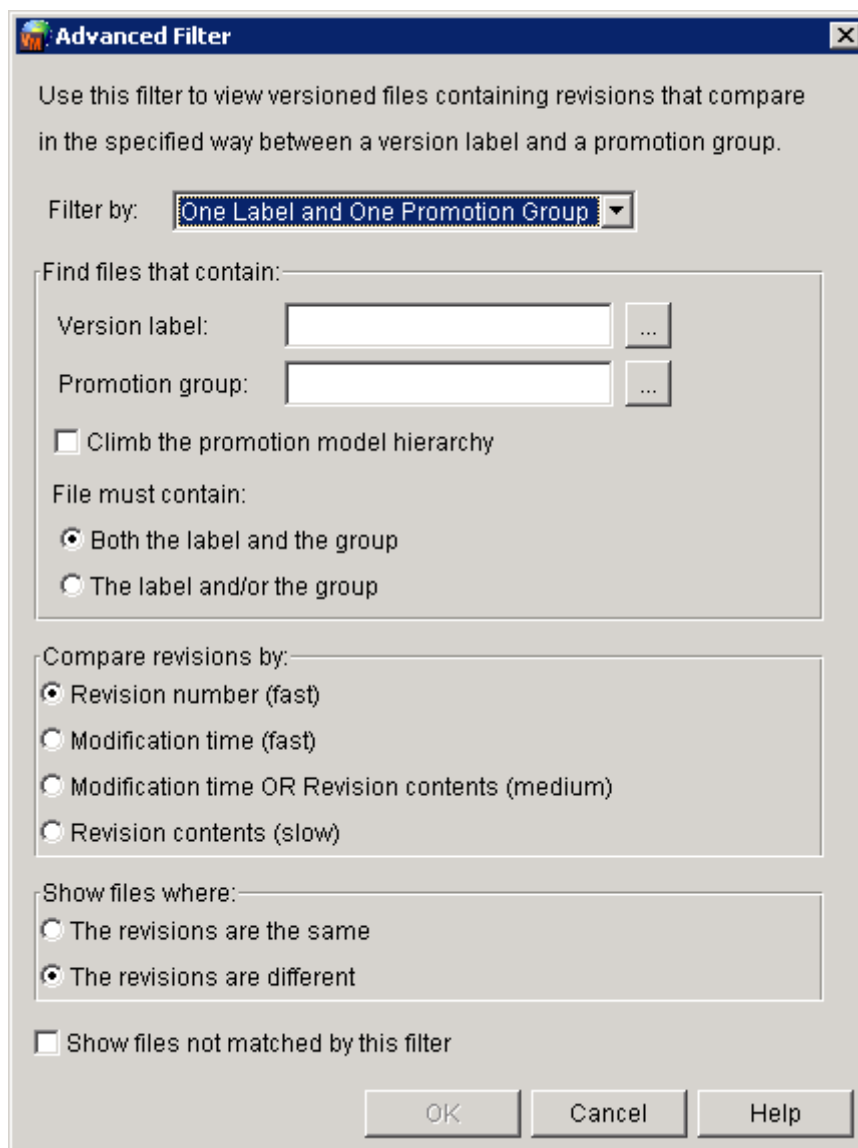 Advanced Filter
Use this filter to view versioned files containing revisions that compare
in the specified way between a version label and a promotion group.
Filter by: One Label and One Promotion Group
Find files that contain:
Version label: ...
Promotion group: ...
Climb the promotion model hierarchy
File must contain:
Both the label and the group
The label and/or the group
Compare revisions by:
Revision number (fast)
Modification time (fast)
Modification time OR Revision contents (medium)
Revision contents (slow)
Show files where:
The revisions are the same
The revisions are different
Show files not matched by this filter
OK Cancel Help